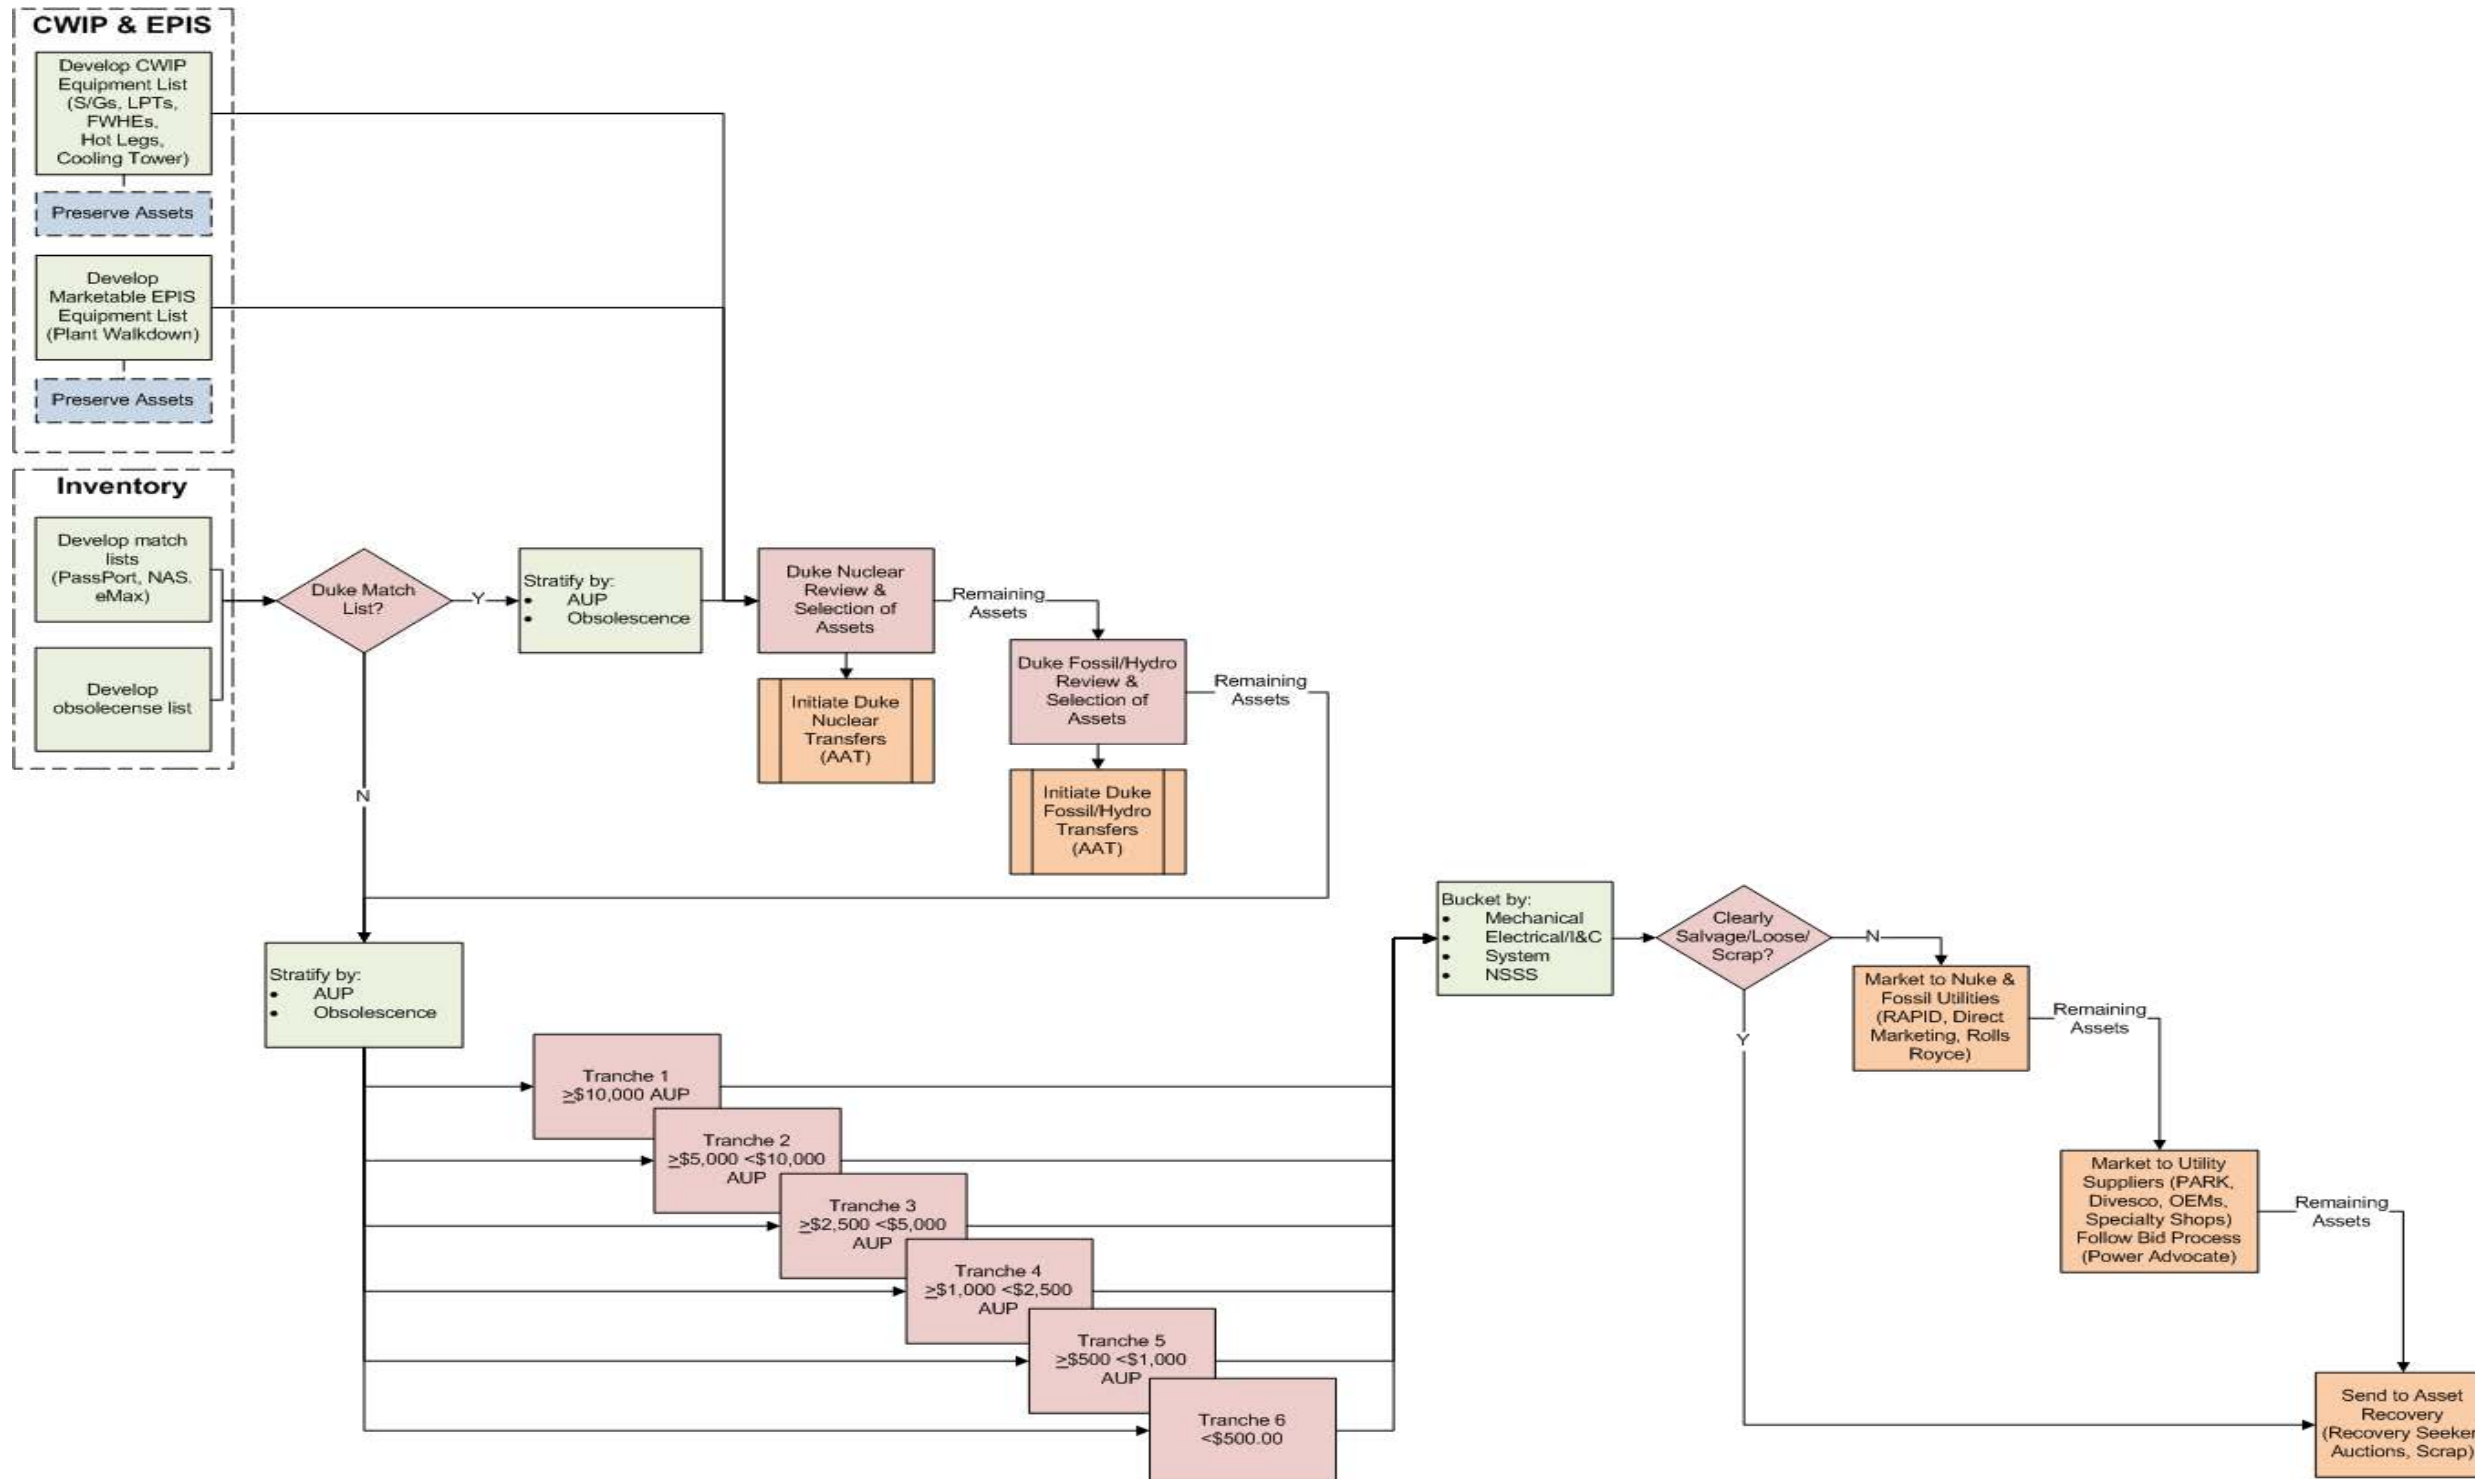 CWIP & EPIS
Develop CWIP
Equipment List
(S/Gs, LPTs,
FWHEs,
Hot Legs,
Cooling Tower)
Preserve Assets
Develop
Marketable EPIS
Equipment List
(Plant Walkdown)
Preserve Assets
Inventory
Develop match
lists
(PassPort, NAS.
eMax)
Develop
obsolecense list
Duke Match
List?
Y
N
Stratify by:
• AUP
• Obsolescence
Duke Nuclear
Review &
Selection of
Assets
Remaining
Assets
Initiate Duke
Nuclear
Transfers
(AAT)
Duke Fossil/Hydro
Review &
Selection of
Assets
Remaining
Assets
Initiate Duke
Fossil/Hydro
Transfers
(AAT)
Stratify by:
• AUP
• Obsolescence
Tranche 1
≥$10,000 AUP
Tranche 2
≥$5,000 <$10,000
AUP
Tranche 3
≥$2,500 <$5,000
AUP
Tranche 4
≥$1,000 <$2,500
AUP
Tranche 5
≥$500 <$1,000
AUP
Tranche 6
<$500.00
Bucket by:
• Mechanical
• Electrical/I&C
• System
• NSSS
Clearly
Salvage/Loose/
Scrap?
N
Y
Market to Nuke &
Fossil Utilities
(RAPID, Direct
Marketing, Rolls
Royce)
Remaining
Assets
Market to Utility
Suppliers (PARK,
Divesco, OEMs,
Specialty Shops)
Follow Bid Process
(Power Advocate)
Remaining
Assets
Send to Asset
Recovery
(Recovery Seeker
Auctions, Scrap)